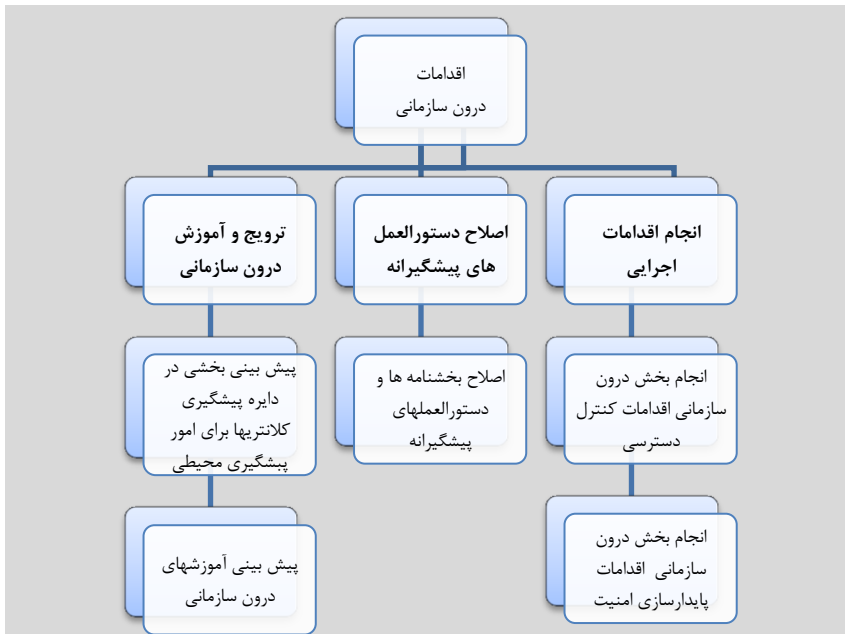 اقدامات
درون سازمانی
انجام اقدامات
اجرایی
اصلاح دستورالعمل
های پیشگیرانه
ترویج و آموزش
درون سازمانی
انجام بخش درون
سازمانی اقدامات کنترل
دسترسی
اصلاح بخشنامه ها و
دستورالعملهای
پیشگیرانه
پیش بینی بخشی در
دایره پیشگیری
کلانتریها برای امور
پبشگیری محیطی
انجام بخش درون
سازمانی اقدامات
پایدارسازی امنیت
پیش بینی آموزشهای
درون سازمانی